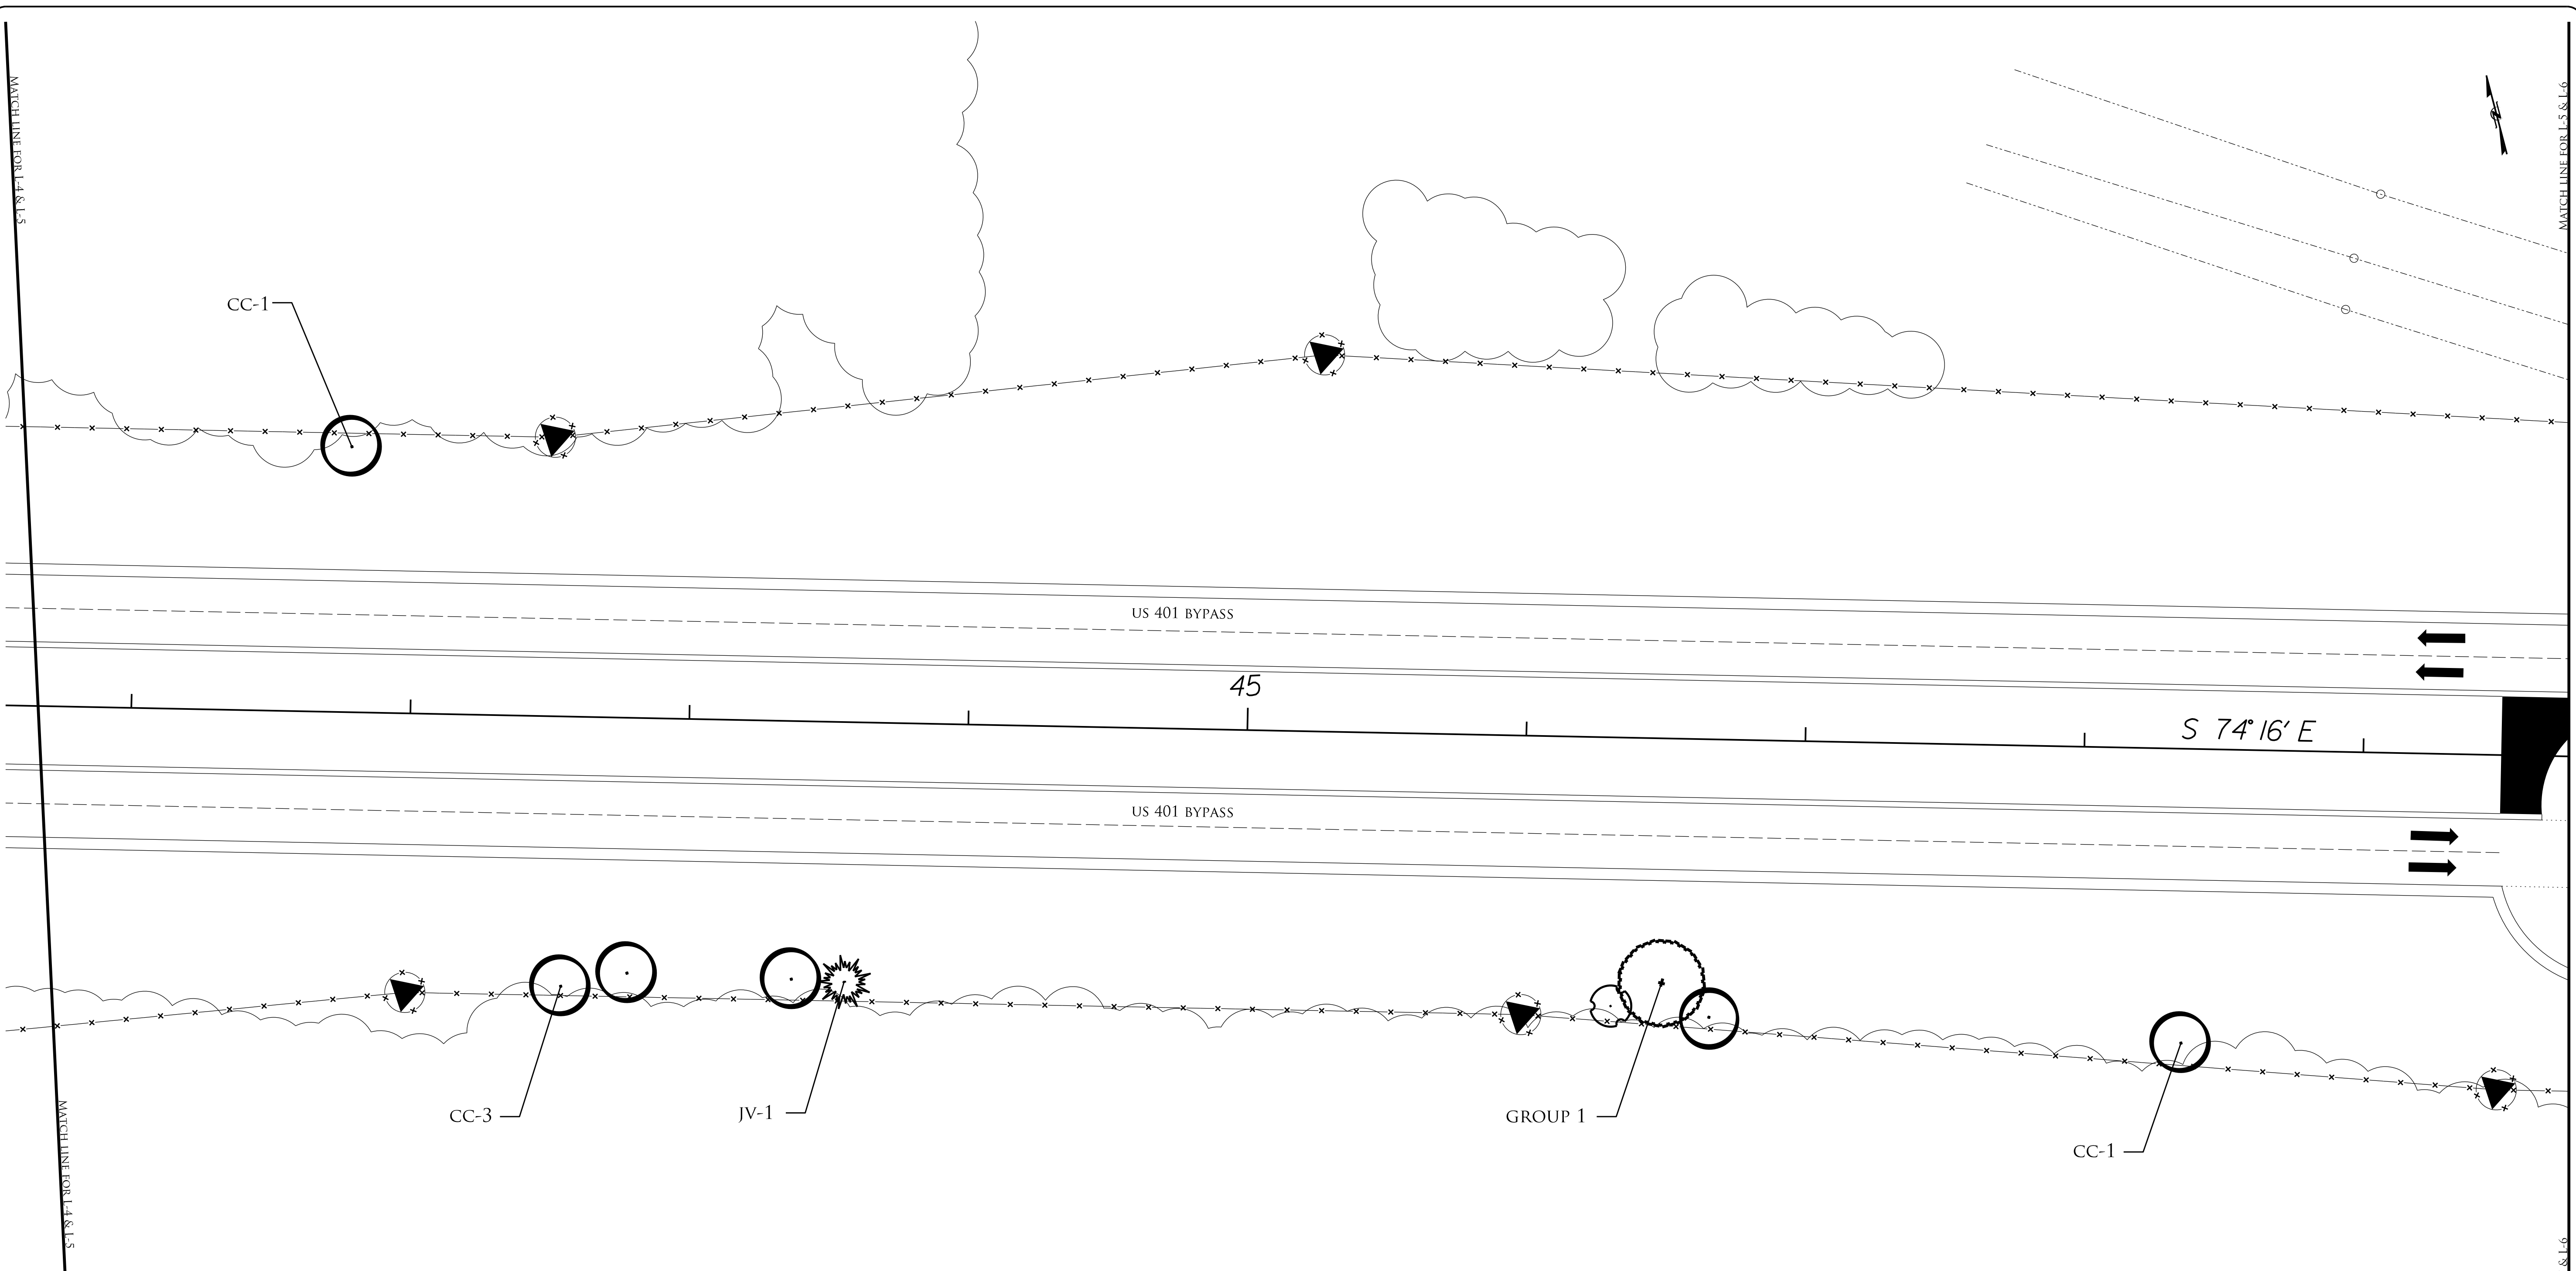 MATCH LINE FOR L-4 & L-5
MATCH LINE FOR L-5 & L-6
CC-1
US 401 BYPASS
45
S 74° 16' E
US 401 BYPASS
CC-3
JV-1
GROUP 1
CC-1
MATCH LINE FOR L-4 & L-5
& L-6